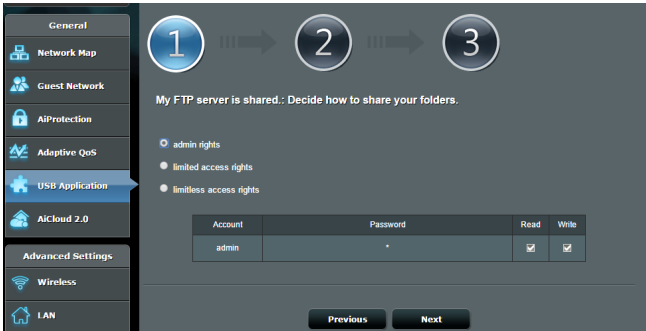 General
Network Map
Guest Network
AiProtection
Adaptive QoS
USB Application
AiCloud 2.0
Advanced Settings
Wireless
LAN
1 2 3
My FTP server is shared.: Decide how to share your folders.
admin rights
limited access rights
limitless access rights
Account Password Read Write
admin *
Previous Next